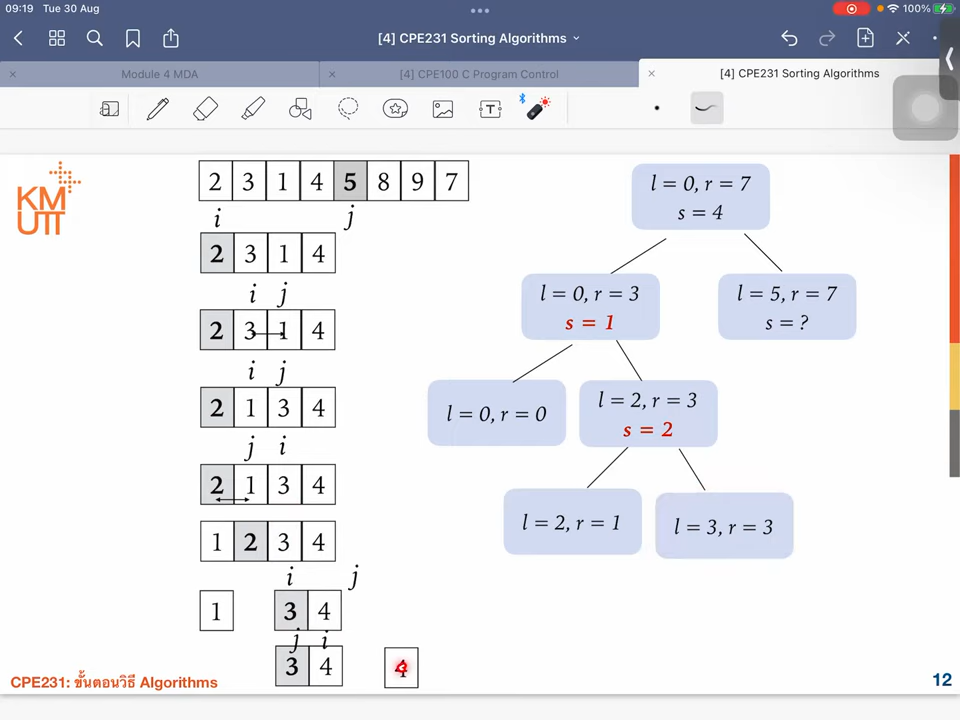 09:19 Tue 30 Aug
100%
[4] CPE231 Sorting Algorithms
Module 4 MDA
[4] CPE100 C Program Control
[4] CPE231 Sorting Algorithms
T
KM
UTT
2 3 1 4 5 8 9 7
i j
2 3 1 4
i j
2 3 1 4
i j
2 1 3 4
j i
2 1 3 4
1 2 3 4
i j
1 3 4
j i
3 4 4
l = 0, r = 7
s = 4
l = 0, r = 3
s = 1
l = 5, r = 7
s = ?
l = 0, r = 0
l = 2, r = 3
s = 2
l = 2, r = 1
l = 3, r = 3
CPE231: ขั้นตอนวิธี Algorithms
12